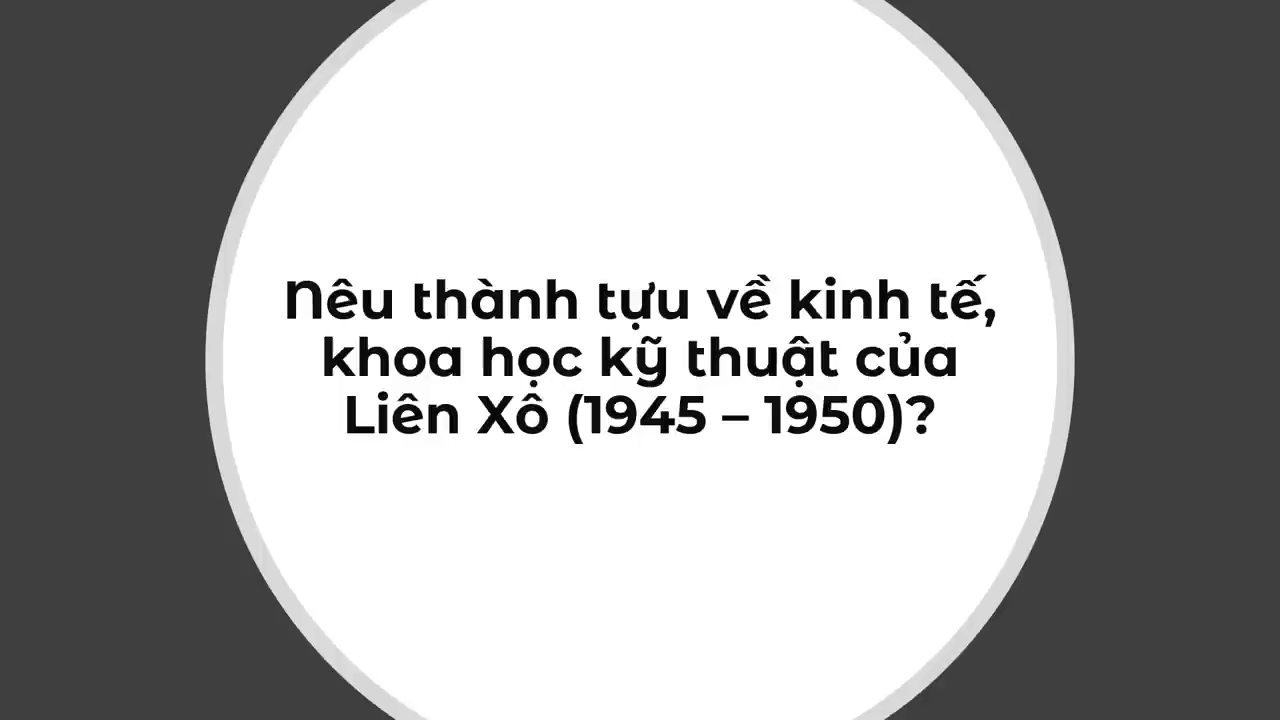 Nêu thành tựu về kinh tế,
khoa học kỹ thuật của
Liên Xô (1945 – 1950)?